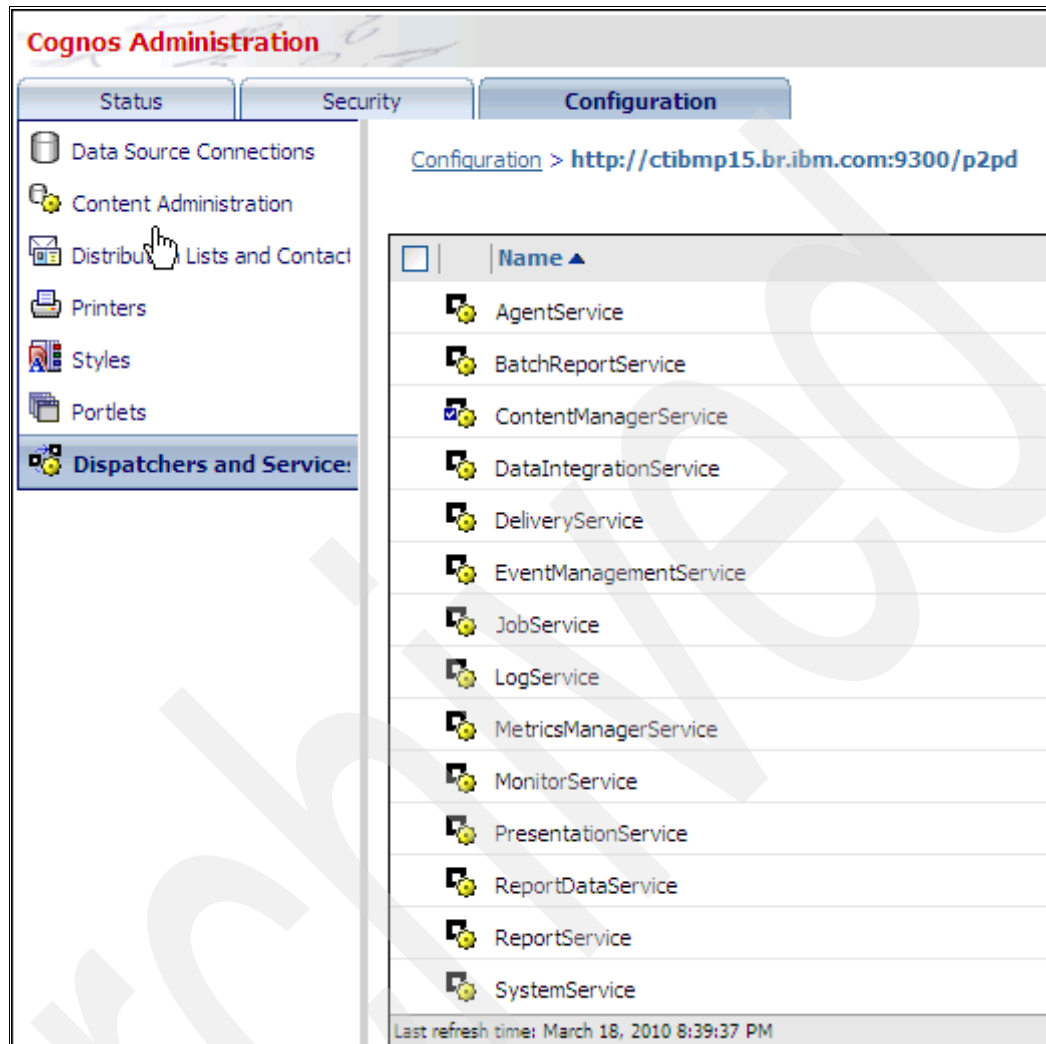 Cognos Administration
Status Security Configuration
Data Source Connections
Content Administration
Distribu Lists and Contact
Printers
Styles
Portlets
Dispatchers and Services
Configuration > http://ctibmp15.br.ibm.com:9300/p2pd
Name
AgentService
BatchReportService
ContentManagerService
DataIntegrationService
DeliveryService
EventManagementService
JobService
LogService
MetricsManagerService
MonitorService
PresentationService
ReportDataService
ReportService
SystemService
Last refresh time: March 18, 2010 8:39:37 PM
rchived